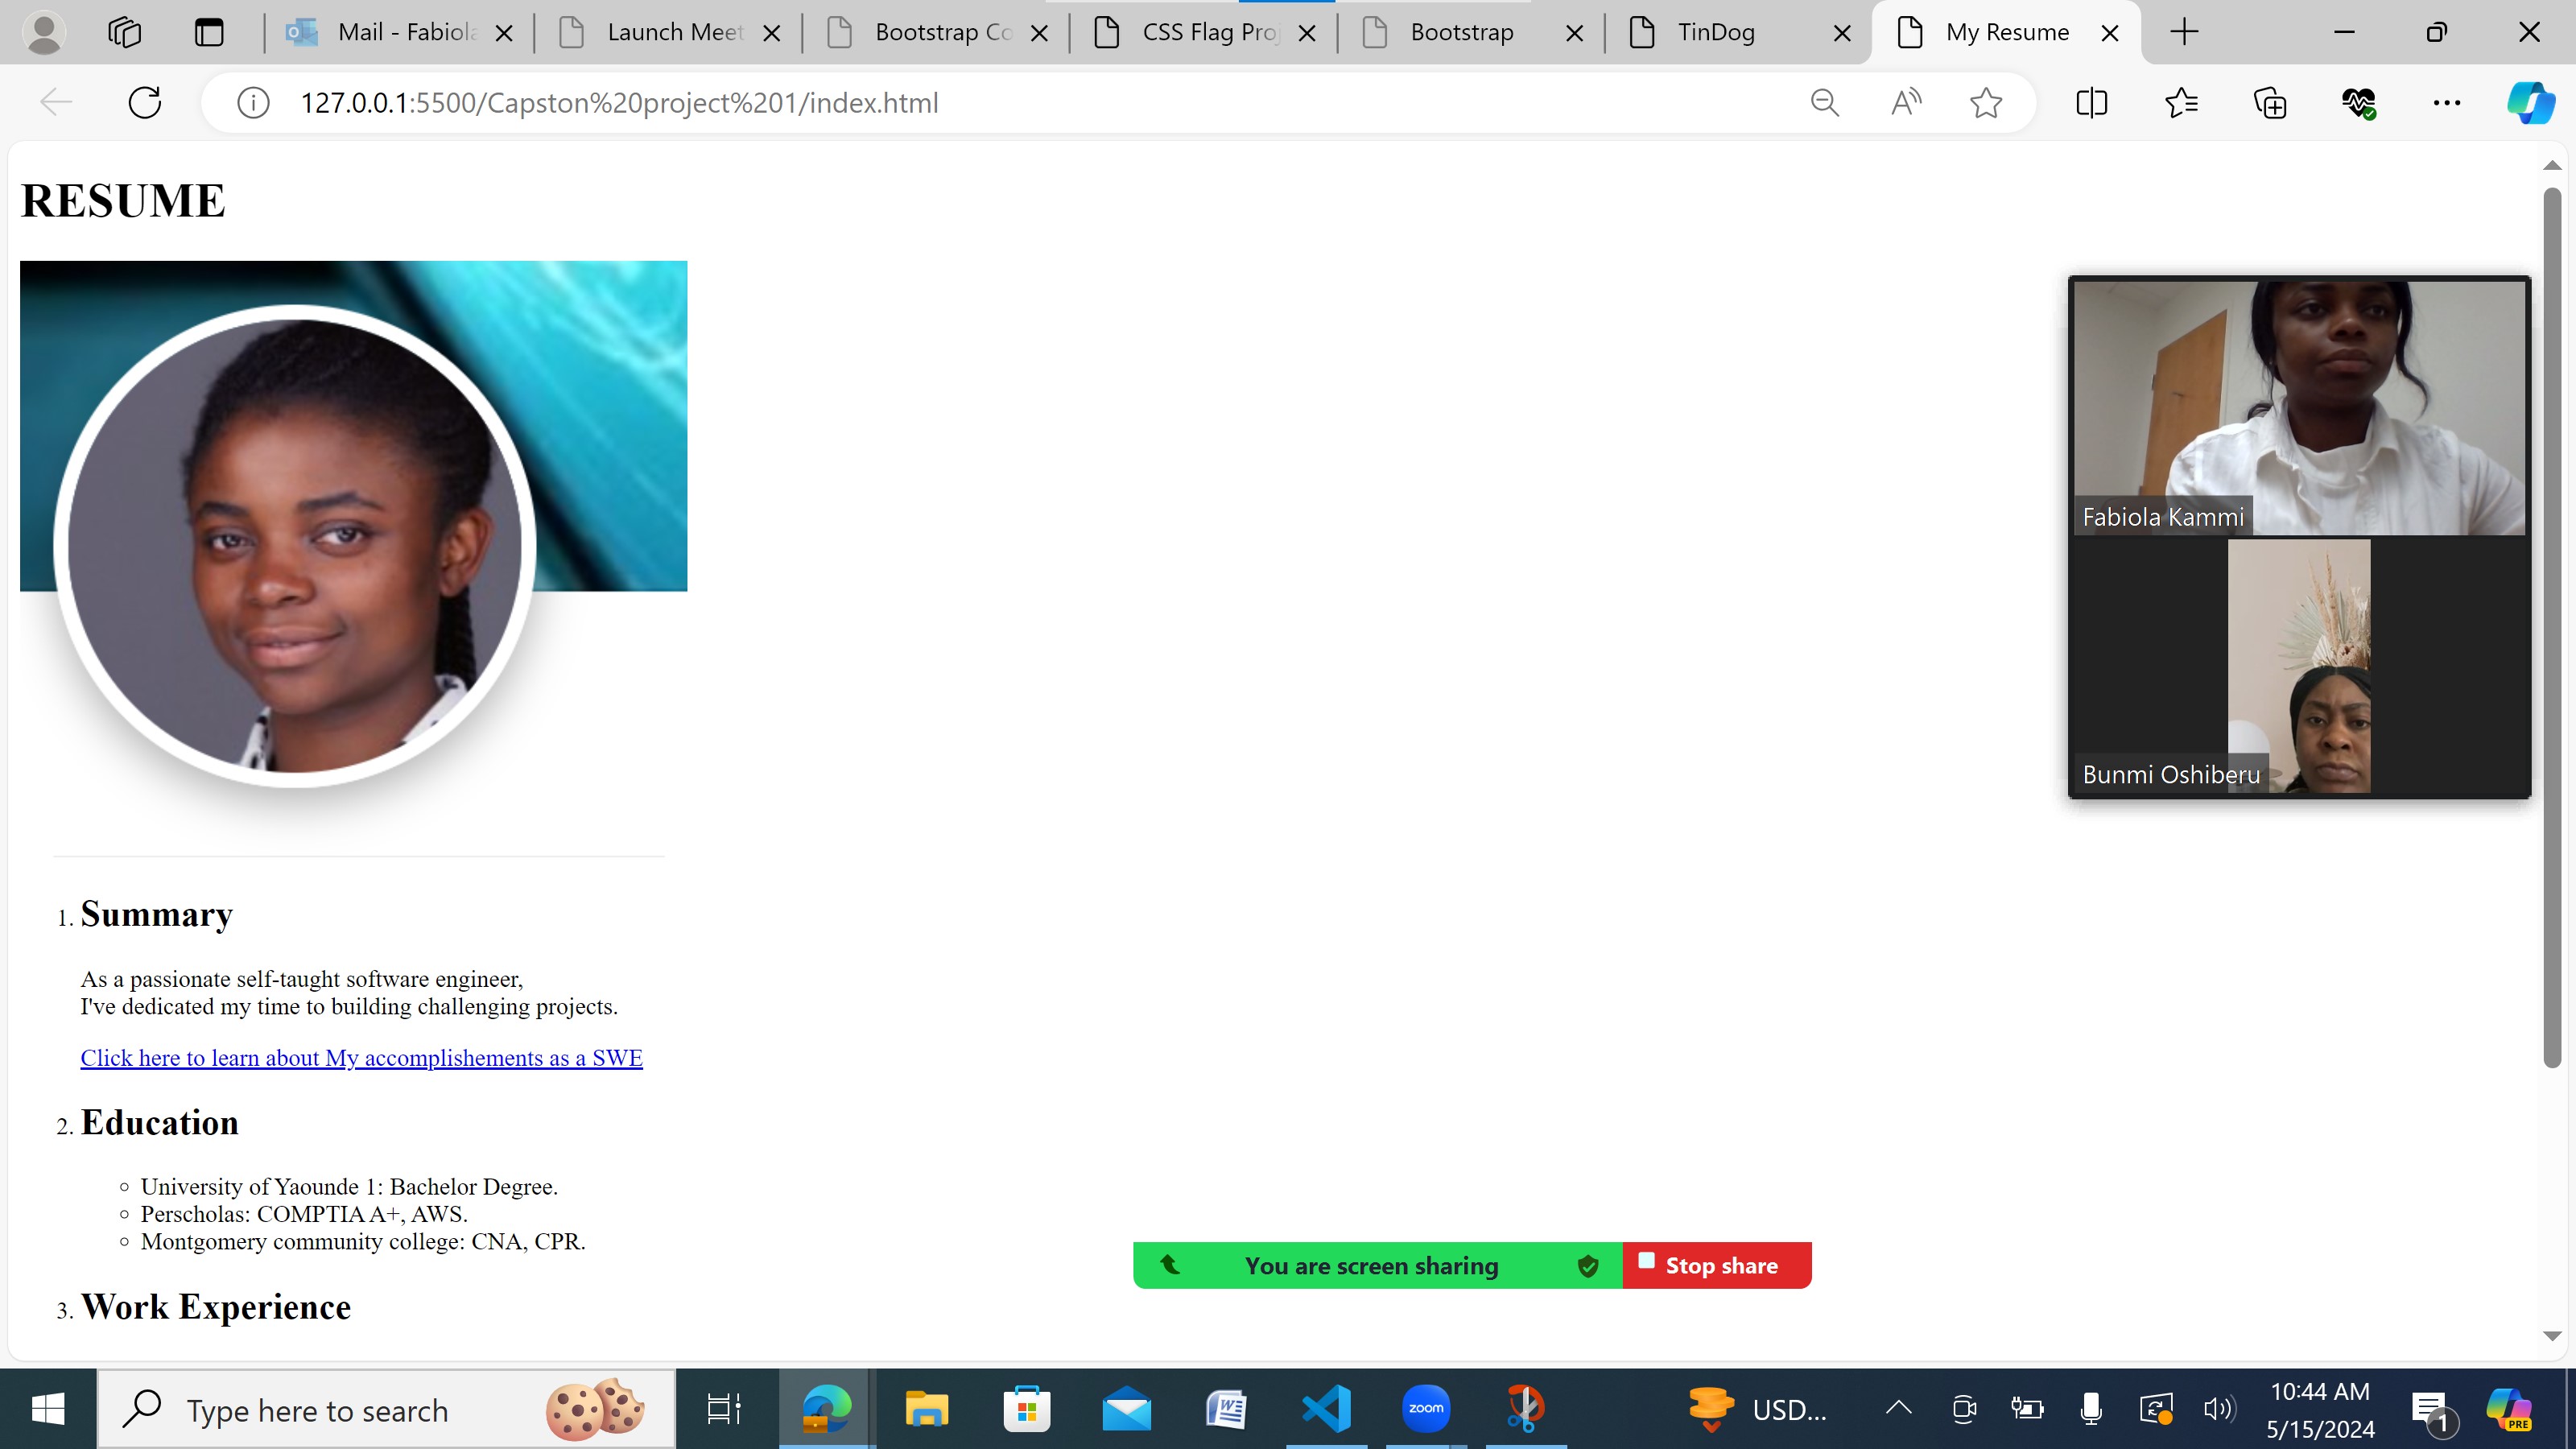 Mail - Fabiola
Launch Meet
Bootstrap Co
CSS Flag Proj
Bootstrap
TinDog
My Resume
127.0.0.1:5500/Capston%20project%201/index.html
RESUME
Fabiola Kammi
Bunmi Oshiberu
1. Summary
As a passionate self-taught software engineer,
I've dedicated my time to building challenging projects.
Click here to learn about My accomplishements as a SWE
2. Education
University of Yaounde 1: Bachelor Degree.
Perscholas: COMPTIA A+, AWS.
Montgomery community college: CNA, CPR.
You are screen sharing
Stop share
3. Work Experience
Type here to search
zoom
USD...
10:44 AM
5/15/2024
1
PRE